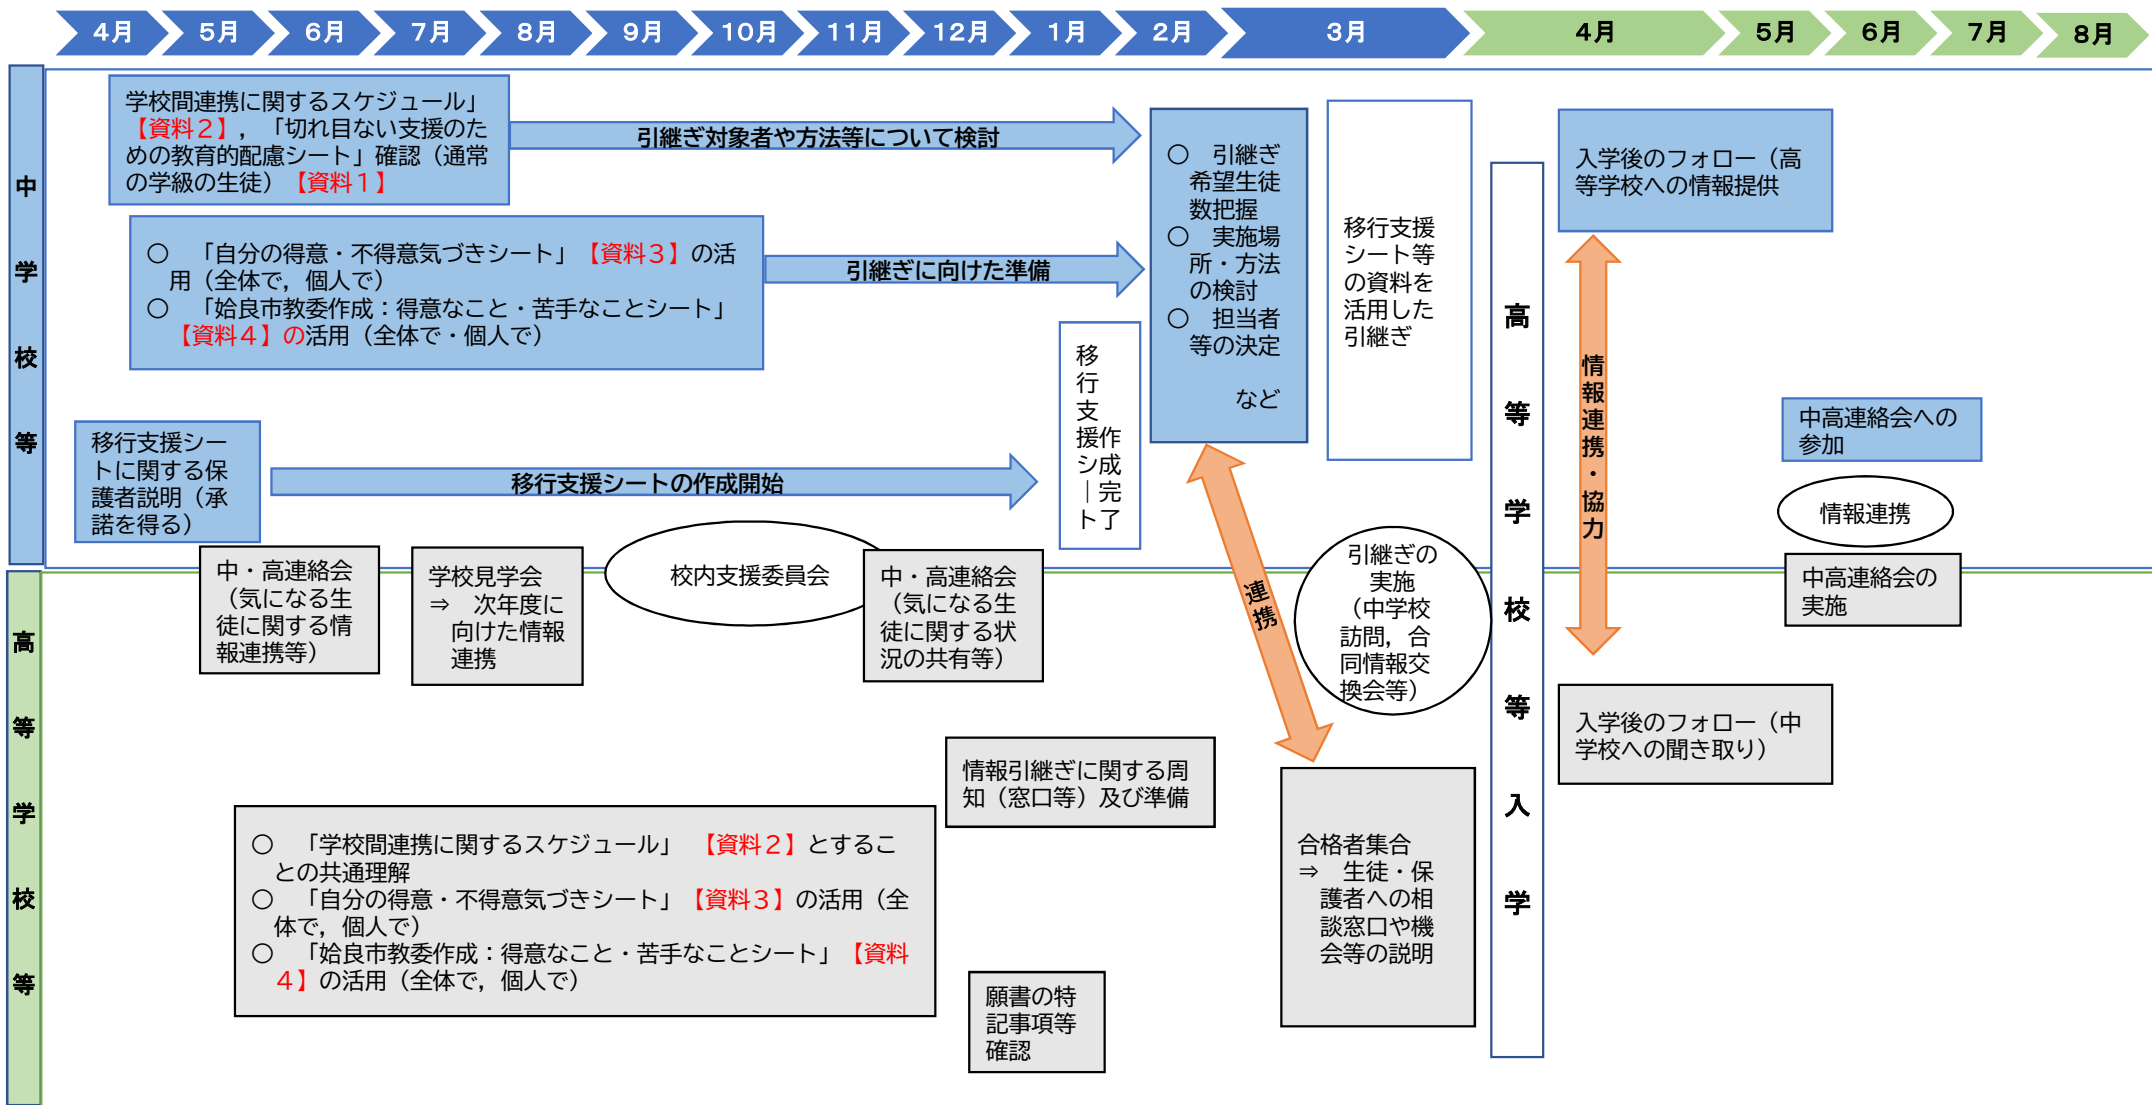 4月 5月 6月 7月 8月 9月 10月 11月 12月 1月 2月 3月 4月 5月 6月 7月 8月
中学校等
学校間連携に関するスケジュール」
【資料２】，「切れ目ない支援のた
めの教育的配慮シート」確認（通常
の学級の生徒）【資料１】
引継ぎ対象者や方法等について検討
○　「自分の得意・不得意気づきシート」【資料３】の活
用（全体で，個人で）
○　「姶良市教委作成：得意なこと・苦手なことシート」
【資料４】の活用（全体で・個人で）
引継ぎに向けた準備
移行支援シー
トに関する保
護者説明（承
諾を得る）
移行支援シートの作成開始
移行支援シート
作成完了
○　引継ぎ
希望生徒
数把握
○　実施場
所・方法
の検討
○　担当者
等の決定
など
移行支援
シート等
の資料を
活用した
引継ぎ
高等学校等入学
入学後のフォロー（高
等学校への情報提供
情報連携・協力
中高連絡会への
参加
情報連携
中高連絡会の
実施
入学後のフォロー（中
学校への聞き取り）
高等学校等
中・高連絡会
（気になる生
徒に関する情
報連携等）
学校見学会
⇒　次年度に
向けた情報
連携
校内支援委員会
中・高連絡会
（気になる生
徒に関する状
況の共有等）
連携
引継ぎの
実施
（中学校
訪問，合
同情報交
換会等）
情報引継ぎに関する周
知（窓口等）及び準備
○　「学校間連携に関するスケジュール」　【資料２】とするこ
との共通理解
○　「自分の得意・不得意気づきシート」【資料３】の活用（全
体で，個人で）
○　「姶良市教委作成：得意なこと・苦手なことシート」【資料
４】の活用（全体で，個人で）
願書の特
記事項等
確認
合格者集合
⇒　生徒・保
護者への相
談窓口や機
会等の説明